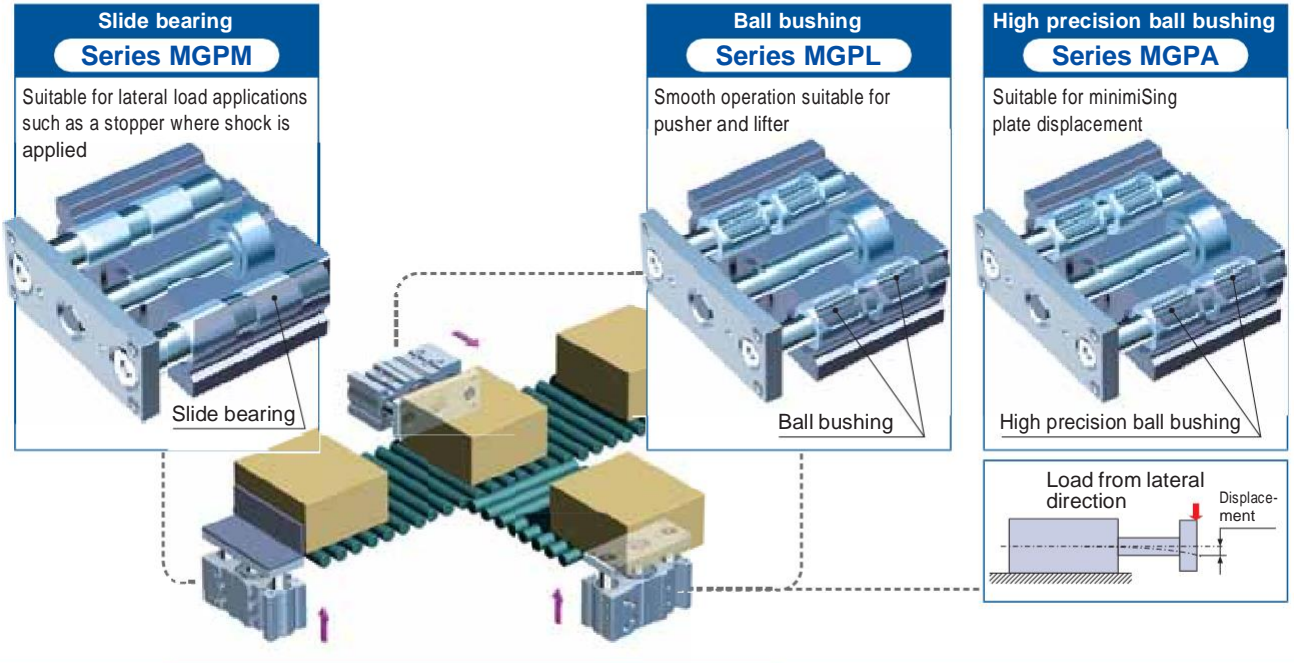 Slide bearing
Series MGPM
Suitable for lateral load applications
such as a stopper where shock is
applied
Slide bearing
Ball bushing
Series MGPL
Smooth operation suitable for
pusher and lifter
Ball bushing
High precision ball bushing
Series MGPA
Suitable for minimiSing
plate displacement
High precision ball bushing
Load from lateral
direction
Displace-
ment